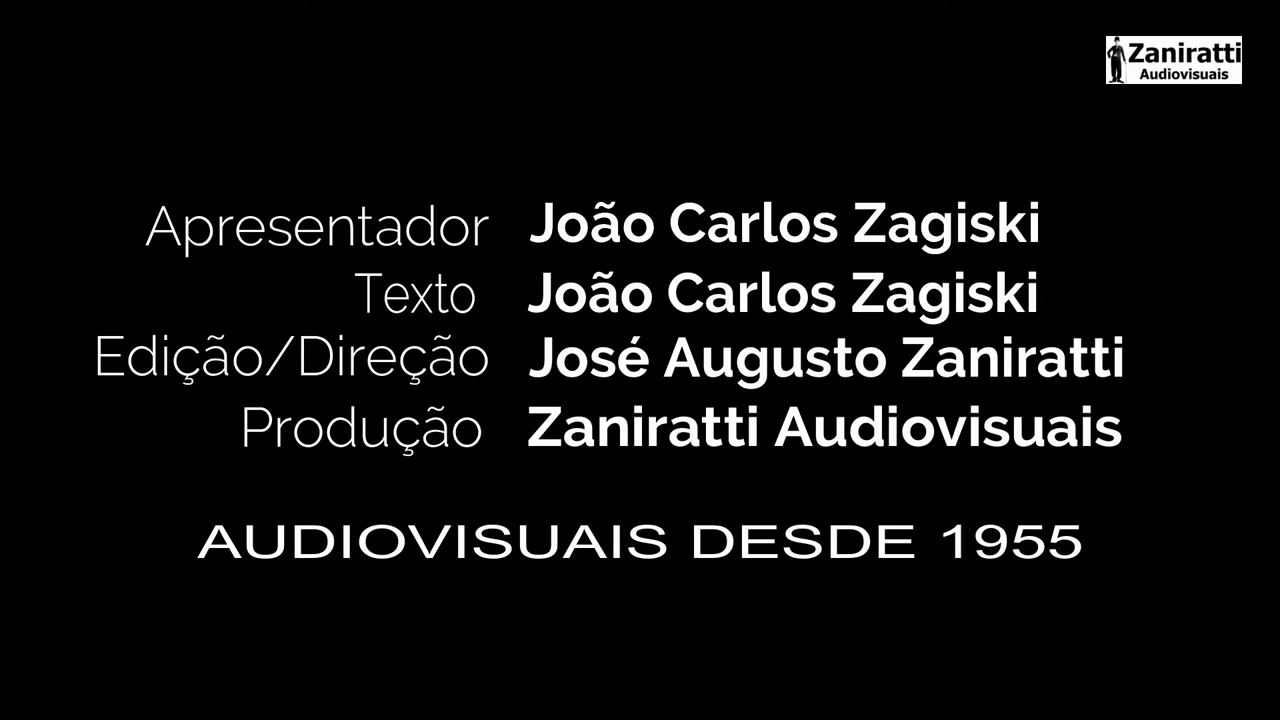 Zaniratti
Audiovisuais
Apresentador João Carlos Zagiski
Texto João Carlos Zagiski
Edição/Direção José Augusto Zaniratti
Produção Zaniratti Audiovisuais
AUDIOVISUAIS DESDE 1955